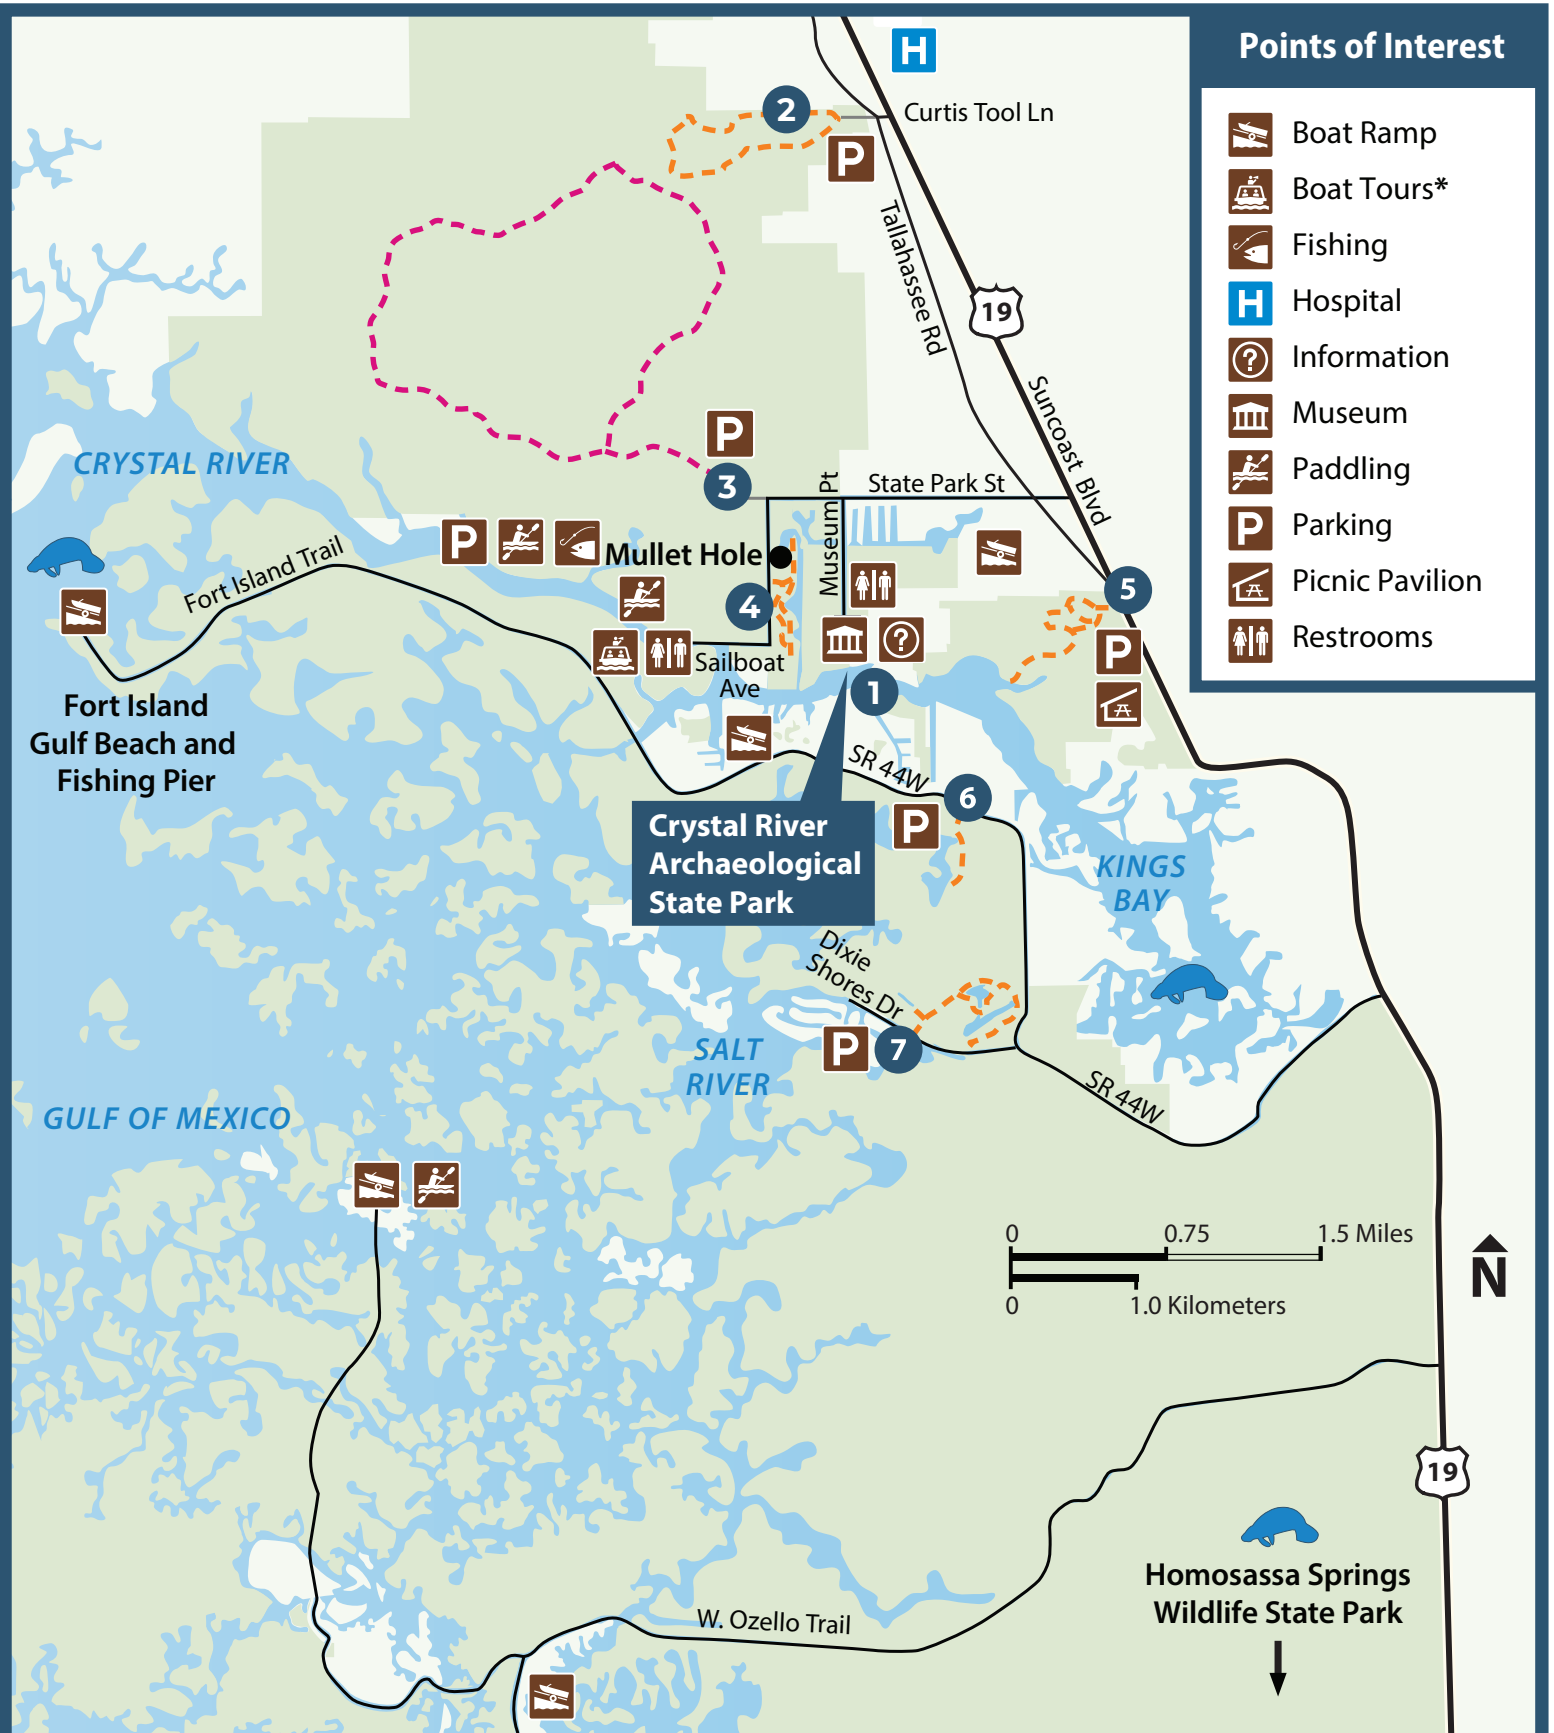 Points of Interest
Boat Ramp
Boat Tours*
Fishing
H Hospital
? Information
Museum
Paddling
P Parking
Picnic Pavilion
Restrooms
H
2
Curtis Tool Ln
P
Tallahassee Rd
19
Suncoast Blvd
P
3
State Park St
Museum Pt
CRYSTAL RIVER
P
Mullet Hole
Fort Island Trail
4
5
?
P
Sailboat
Ave
1
Fort Island
Gulf Beach and
Fishing Pier
SR 44W
6
P
Crystal River
Archaeological
State Park
KINGS
BAY
Dixie
Shores Dr
P
7
SALT
RIVER
SR 44W
GULF OF MEXICO
0 0.75 1.5 Miles
0 1.0 Kilometers
N
19
Homosassa Springs
Wildlife State Park
W. Ozello Trail